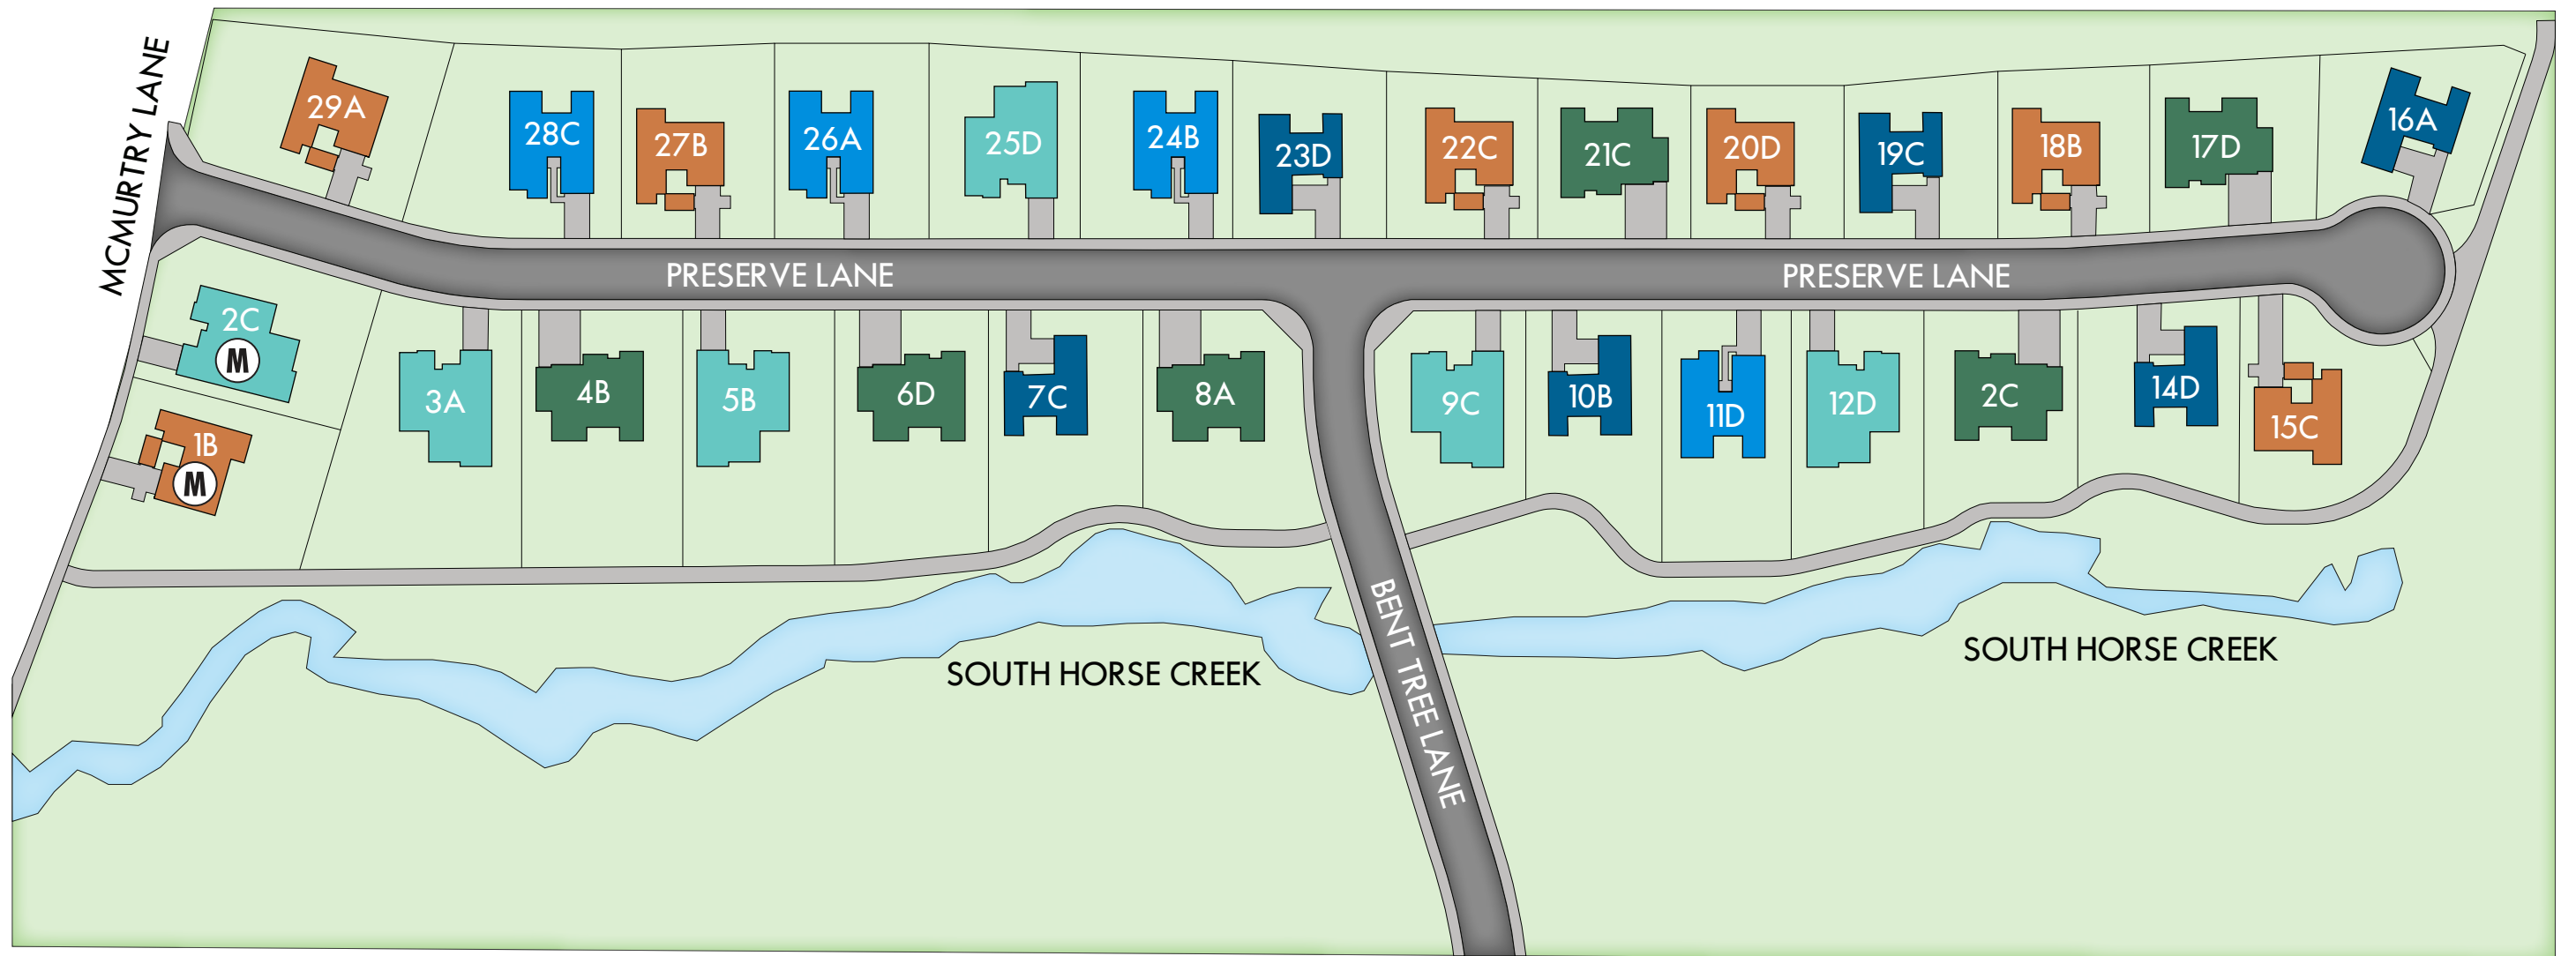 MCMURTRY LANE
29A
28C
27B
26A
25D
24B
23D
22C
21C
20D
19C
18B
17D
16A
PRESERVE LANE
PRESERVE LANE
2C
M
1B
M
3A
4B
5B
6D
7C
8A
9C
10B
11D
12D
2C
14D
15C
BENT TREE LANE
SOUTH HORSE CREEK
SOUTH HORSE CREEK